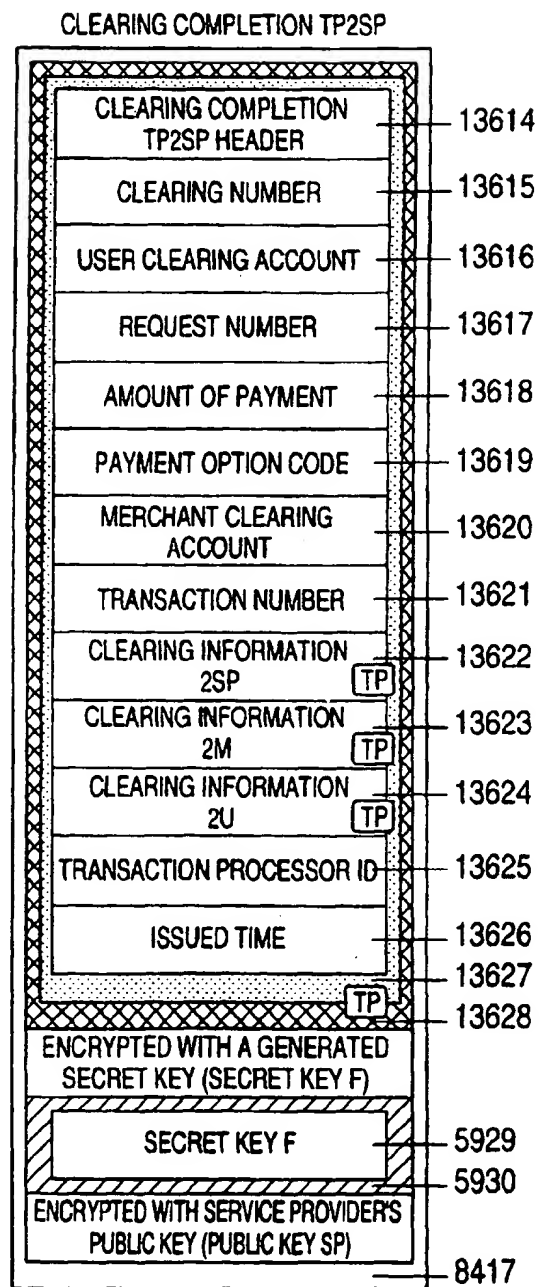 CLEARING COMPLETION TP2SP
CLEARING COMPLETION
TP2SP HEADER
13614
CLEARING NUMBER
13615
USER CLEARING ACCOUNT
13616
REQUEST NUMBER
13617
AMOUNT OF PAYMENT
13618
PAYMENT OPTION CODE
13619
MERCHANT CLEARING
ACCOUNT
13620
TRANSACTION NUMBER
13621
CLEARING INFORMATION
2SP
TP
13622
CLEARING INFORMATION
2M
TP
13623
CLEARING INFORMATION
2U
TP
13624
TRANSACTION PROCESSOR ID
13625
ISSUED TIME
13626
13627
TP
13628
ENCRYPTED WITH A GENERATED
SECRET KEY (SECRET KEY F)
SECRET KEY F
5929
5930
ENCRYPTED WITH SERVICE PROVIDER'S
PUBLIC KEY (PUBLIC KEY SP)
8417